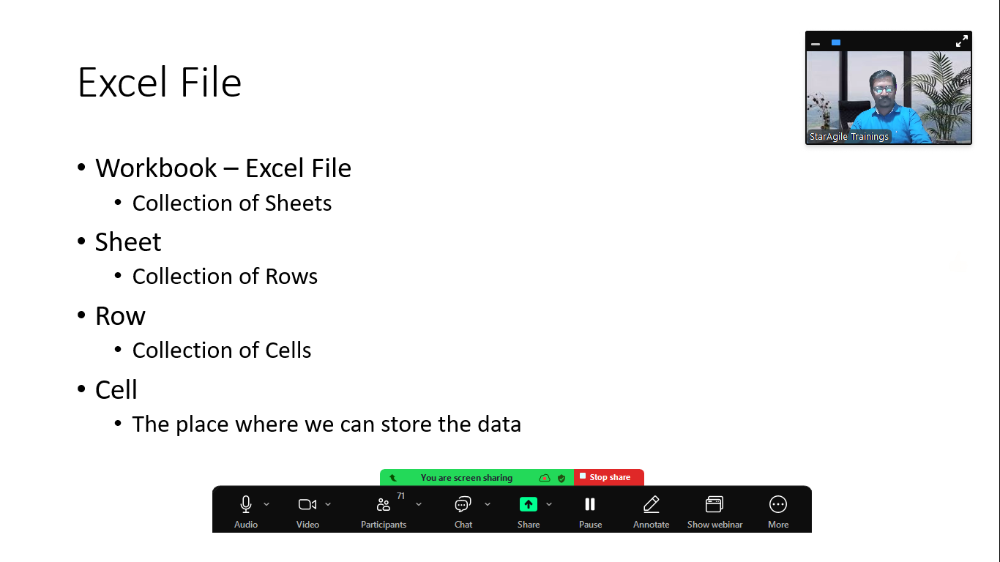 Excel File
StarAgile Trainings
• Workbook – Excel File
• Collection of Sheets
• Sheet
• Collection of Rows
• Row
• Collection of Cells
• Cell
• The place where we can store the data
You are screen sharing
Stop share
71
Audio
Video
Participants
Chat
Share
Pause
Annotate
Show webinar
More